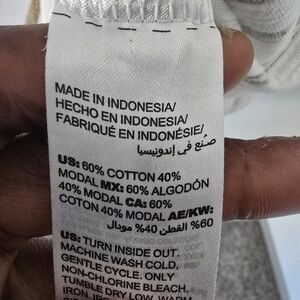 MADE IN INDONESIA/
HECHO EN INDONESIA/
FABRIQUÉ EN INDONÉSIE/
صنع في إندونيسيا
US: 60% COTTON 40%
MODAL MX: 60% ALGODÓN
40% MODAL CA: 60%
COTON 40% MODAL AE/KW:
60% القطن 40% مودال
US: TURN INSIDE OUT.
MACHINE WASH COLD,
GENTLE CYCLE. ONLY
NON-CHLORINE BLEACH.
TUMBLE DRY LOW. WARM
IRON.